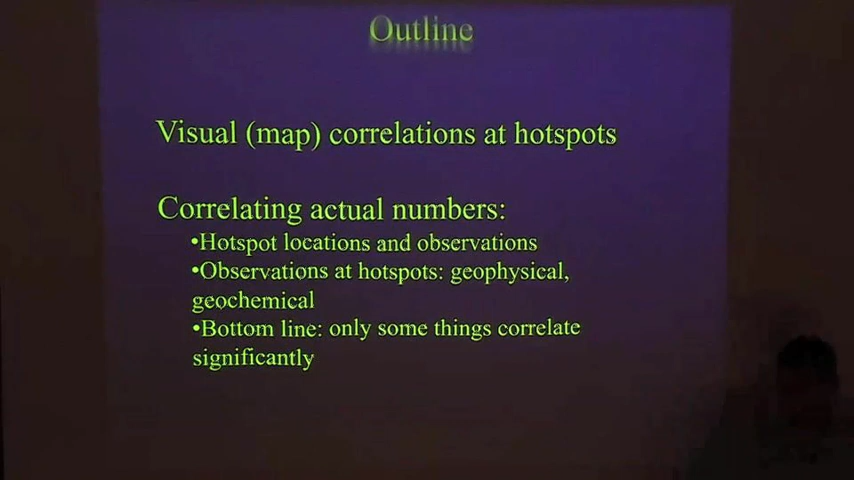 Outline
Visual (map) correlations at hotspots
Correlating actual numbers:
•Hotspot locations and observations
•Observations at hotspots: geophysical,
geochemical
•Bottom line: only some things correlate
significantly